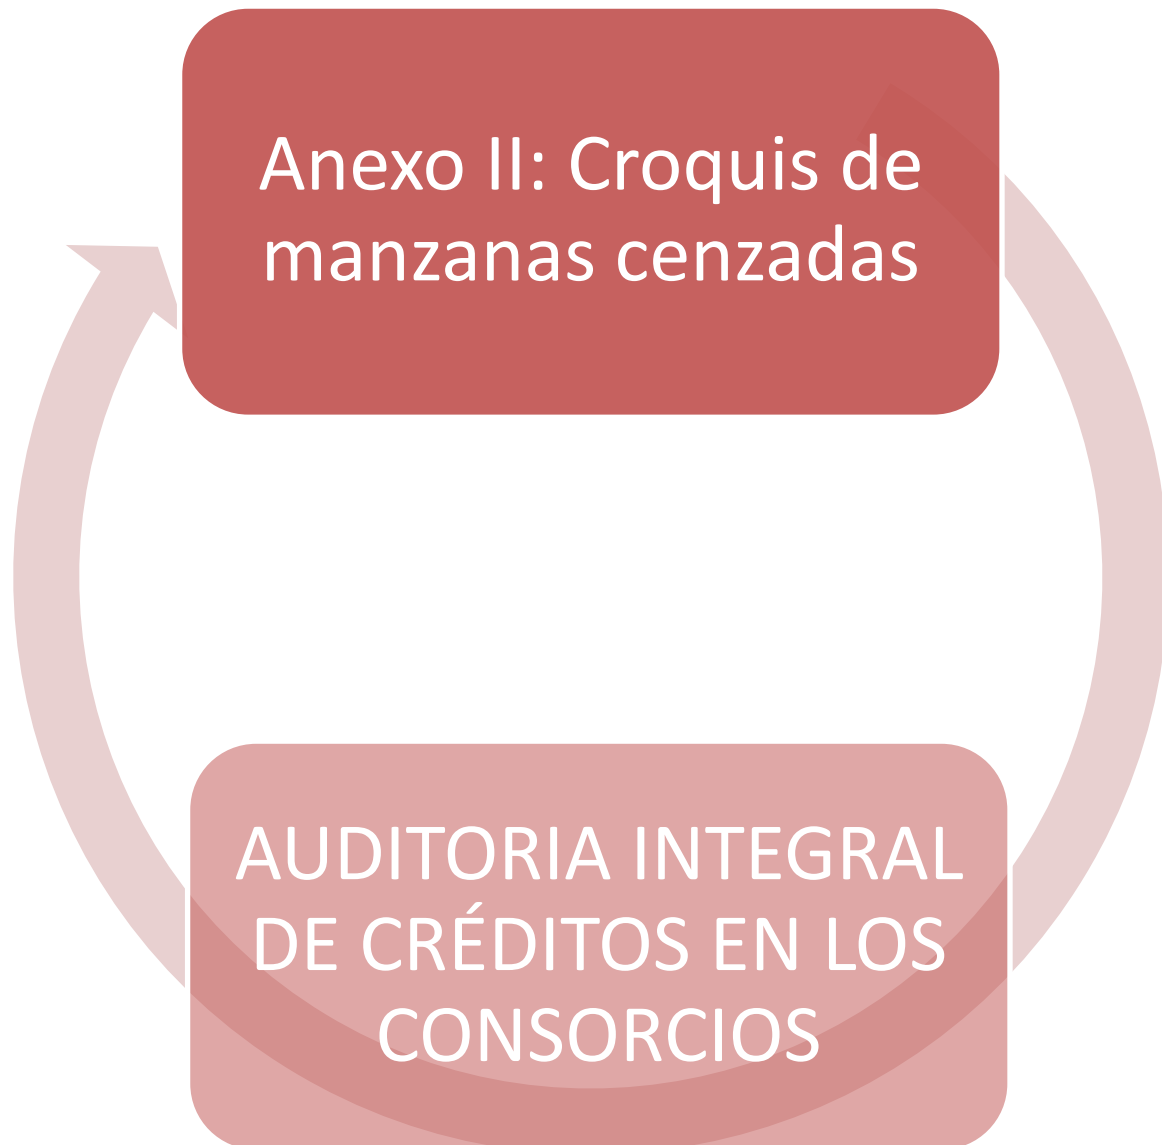 Anexo II: Croquis de
manzanas cenzadas
AUDITORIA INTEGRAL
DE CRÉDITOS EN LOS
CONSORCIOS